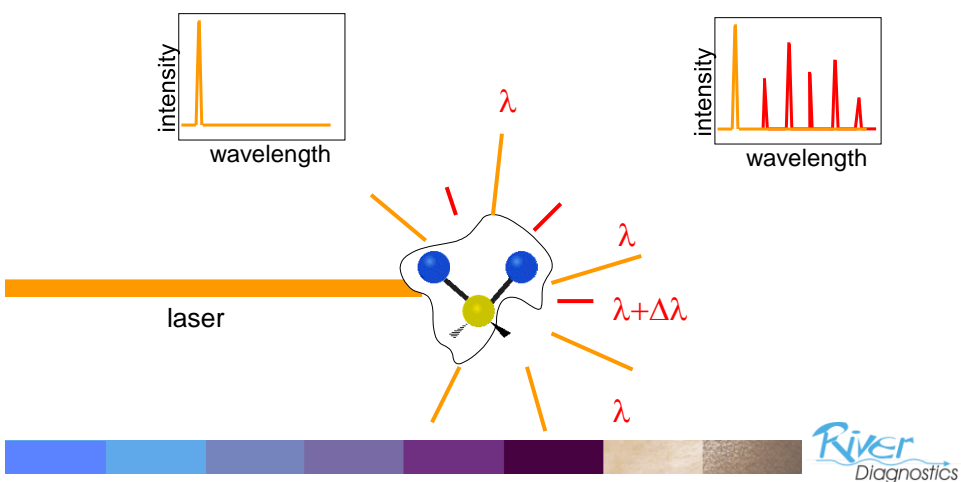 intensity
wavelength
intensity
wavelength
λ
λ
λ+Δλ
laser
λ
River
Diagnostics